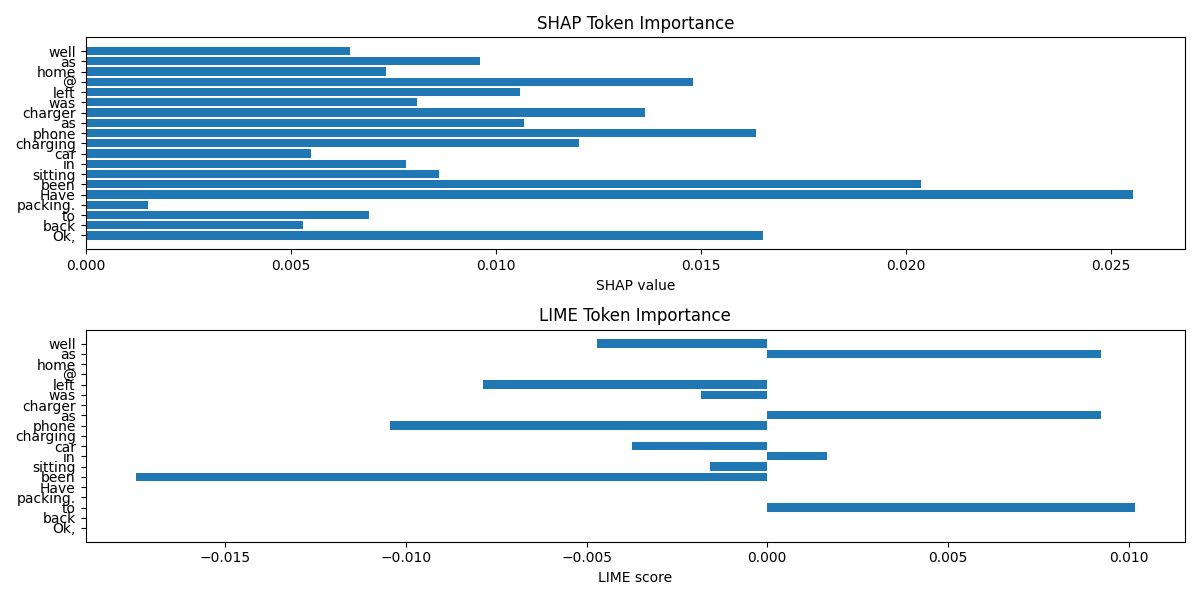 SHAP Token Importance
well
as
home
@
left
was
charger
as
phone
charging
car
in
sitting
been
Have
packing.
to
back
Ok,
0.000 0.005 0.010 0.015 0.020 0.025
SHAP value
LIME Token Importance
well
as
home
@
left
was
charger
as
phone
charging
car
in
sitting
been
Have
packing.
to
back
Ok,
−0.015 −0.010 −0.005 0.000 0.005 0.010
LIME score